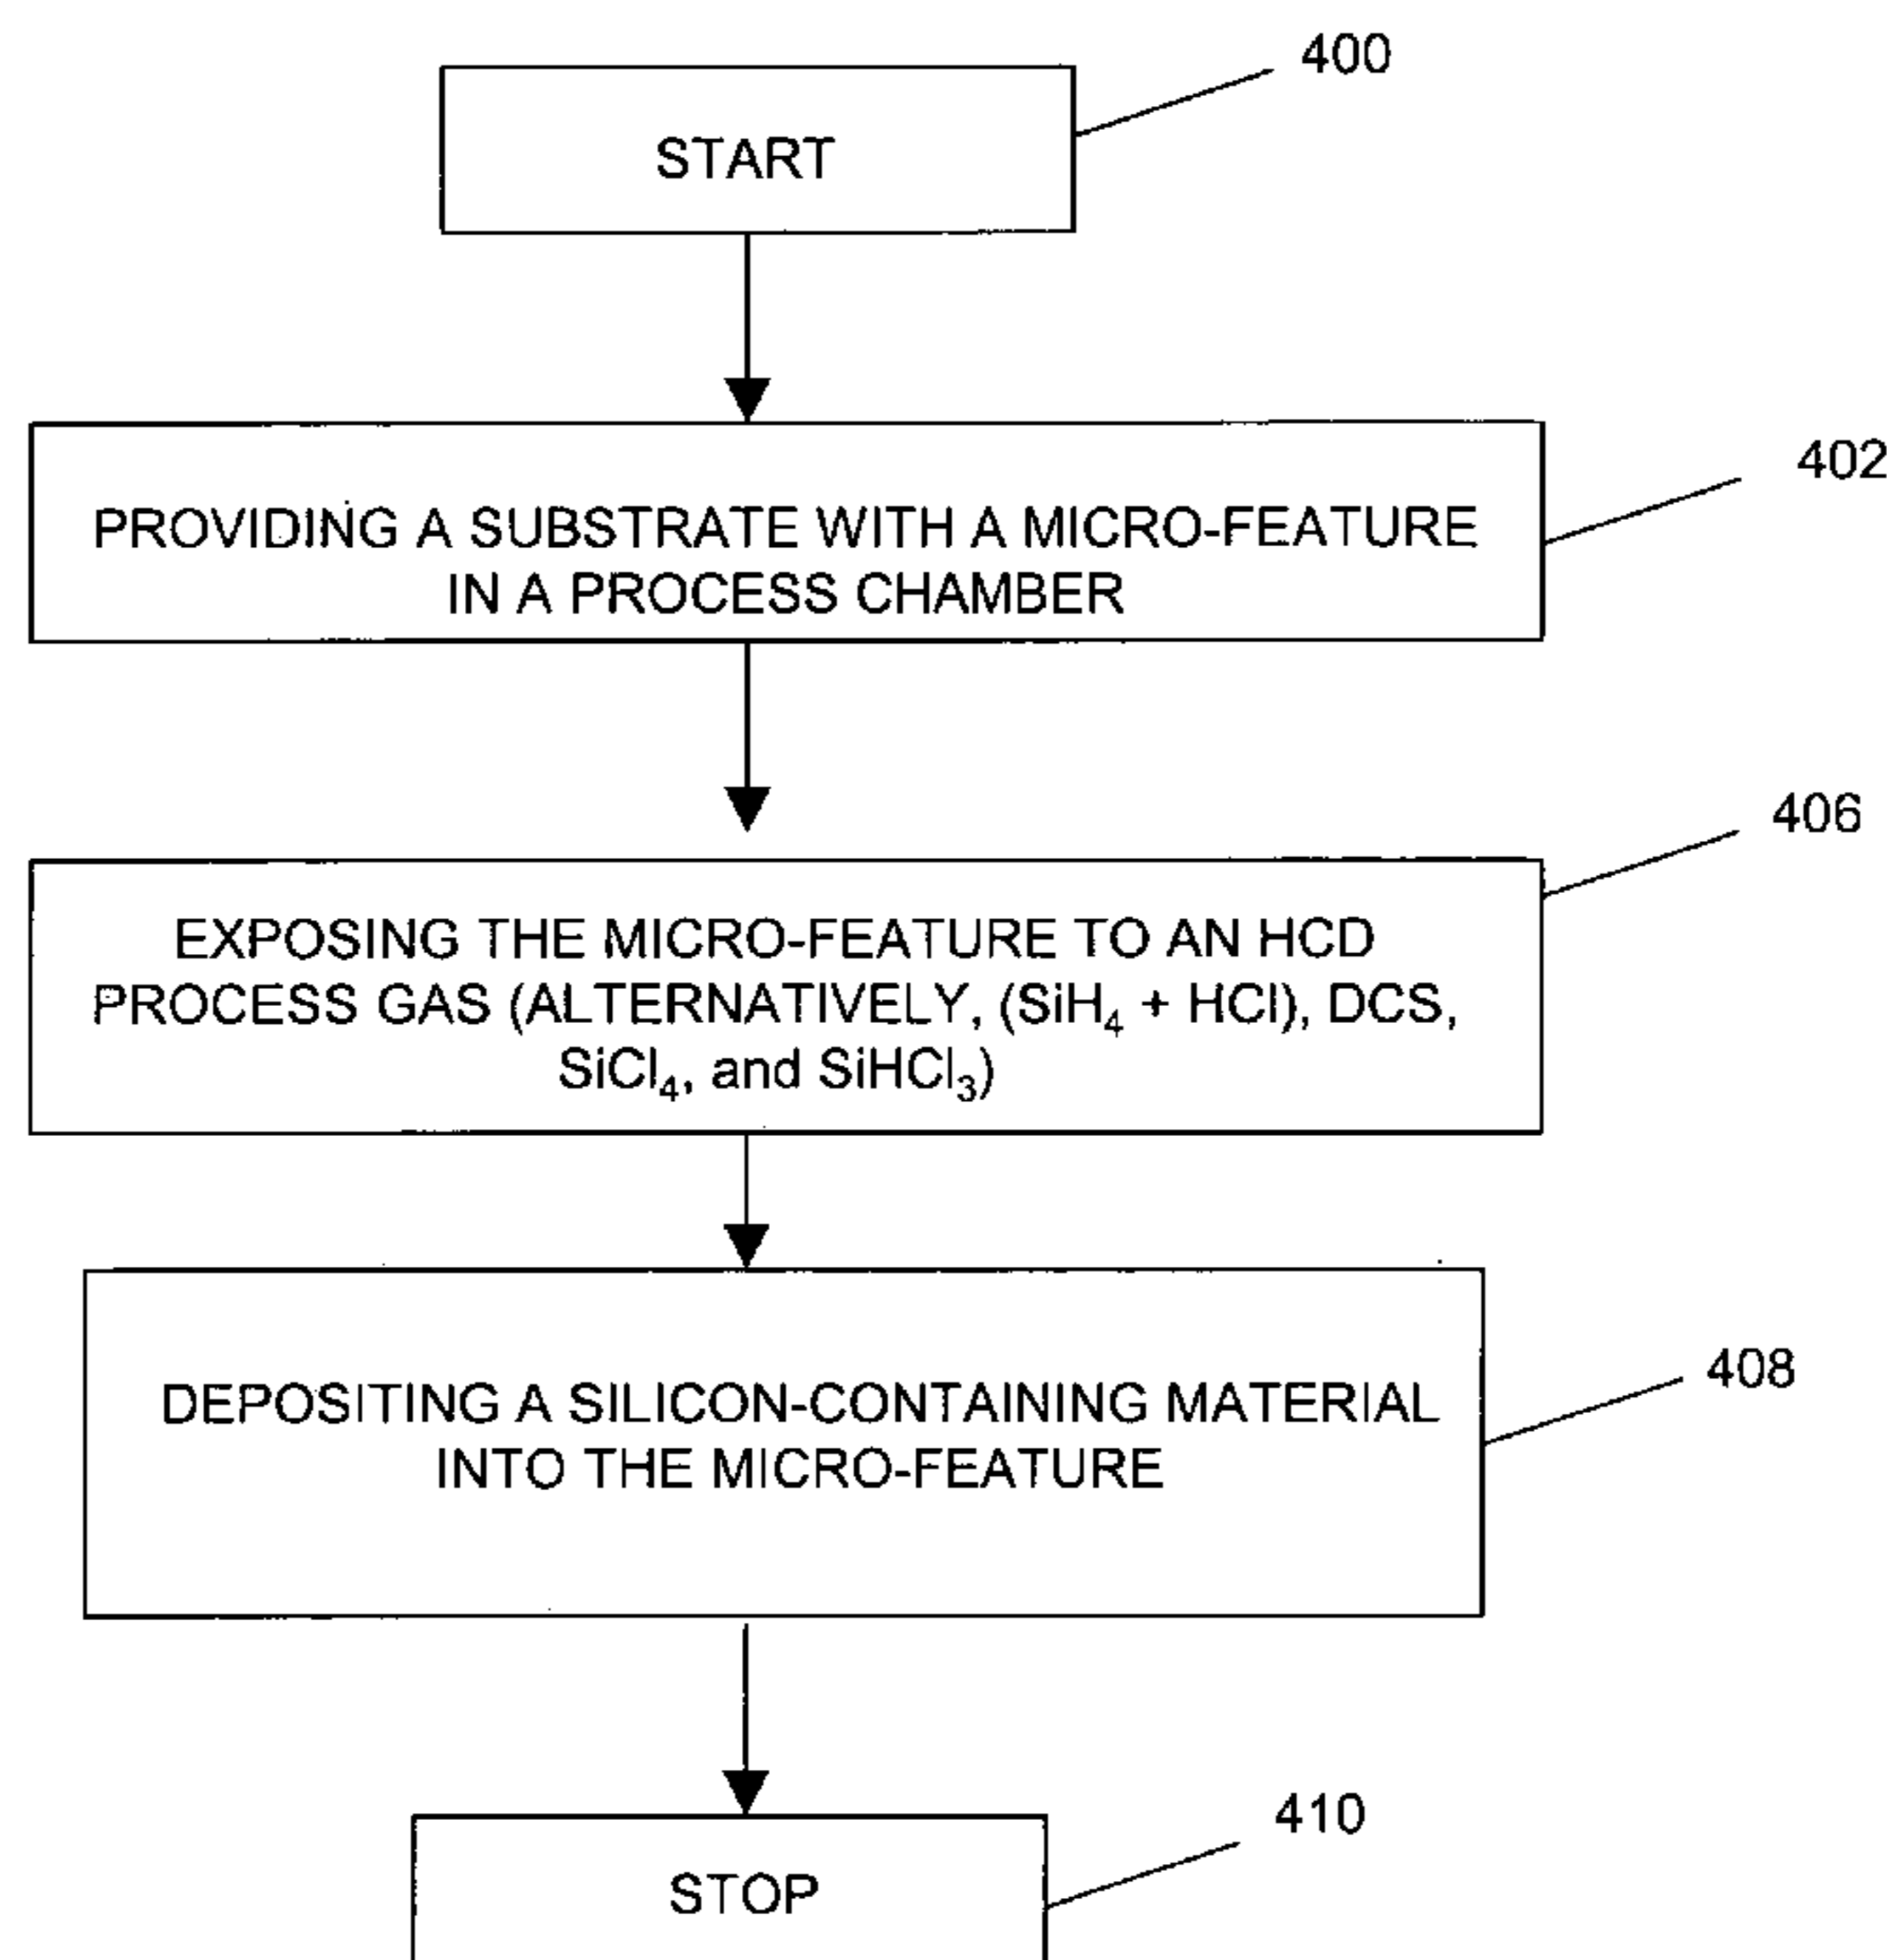 400
START
402
PROVIDING A SUBSTRATE WITH A MICRO-FEATURE
IN A PROCESS CHAMBER
406
EXPOSING THE MICRO-FEATURE TO AN HCD
PROCESS GAS (ALTERNATIVELY, (SiH₄ + HCl), DCS,
SiCl₄, and SiHCl₃)
408
DEPOSITING A SILICON-CONTAINING MATERIAL
INTO THE MICRO-FEATURE
410
STOP